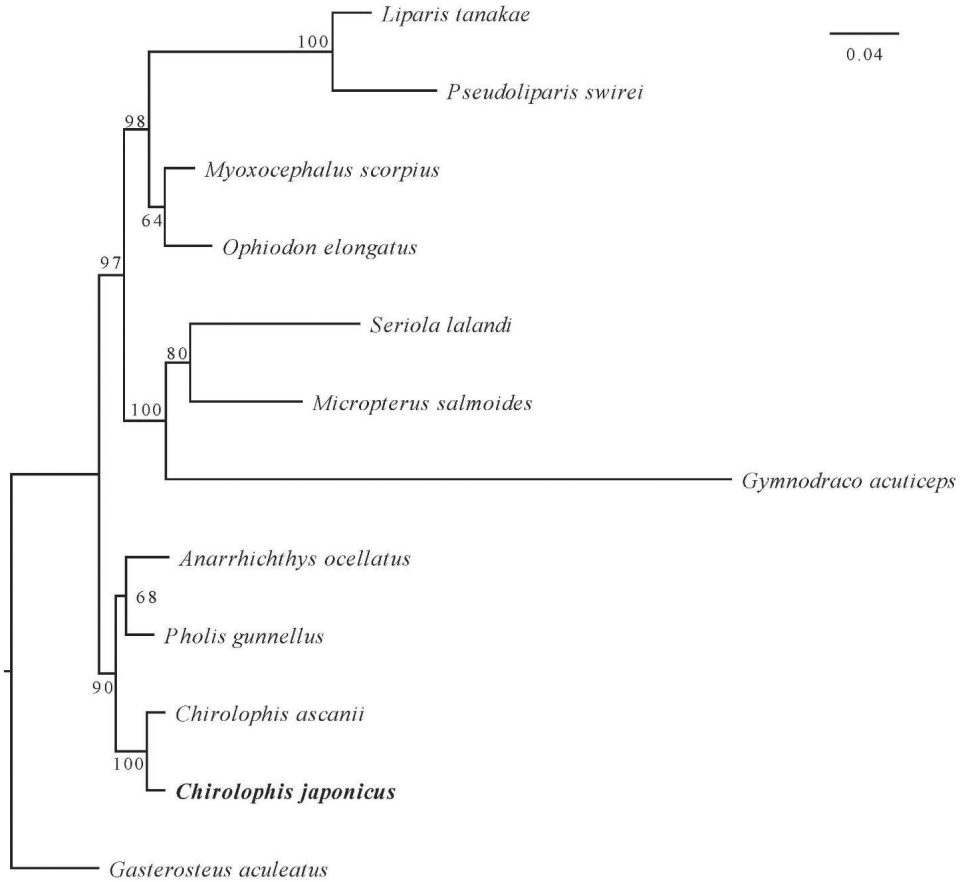 Liparis tanakae
100
0.04
Pseudoliparis swirei
98
Myoxocephalus scorpius
64
Ophiodon elongatus
97
Seriola lalandi
80
Micropterus salmoides
100
Gymnodraco acuticeps
Anarrhichthys ocellatus
68
Pholis gunnellus
90
Chirolophis ascanii
100
Chirolophis japonicus
Gasterosteus aculeatus